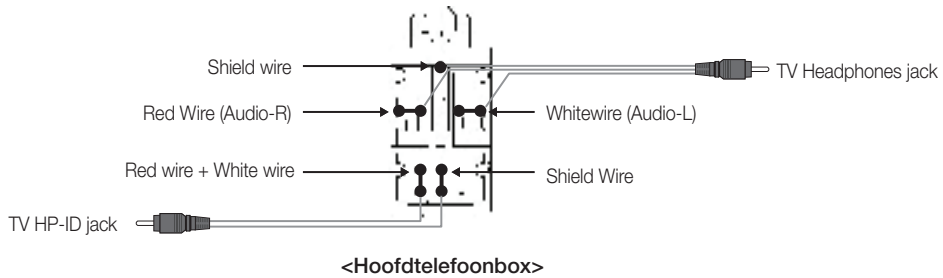 Shield wire
TV Headphones jack
Red Wire (Audio-R)
Whitewire (Audio-L)
Red wire + White wire
Shield Wire
TV HP-ID jack
<Hoofdtelefoonbox>